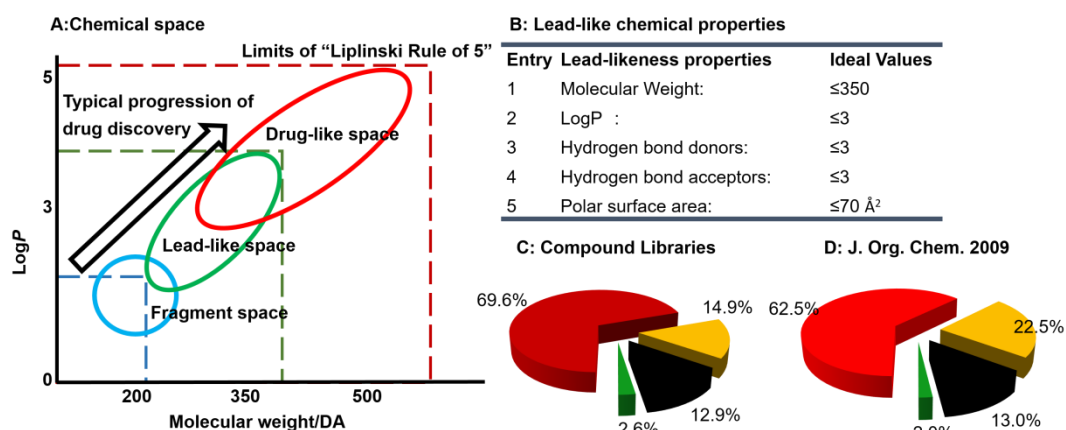 A:Chemical space
Limits of “Liplinski Rule of 5”
5
Typical progression of
drug discovery
Drug-like space
3
Lead-like space
Fragment space
LogP
0
200
350
500
Molecular weight/DA
B: Lead-like chemical properties
Entry Lead-likeness properties Ideal Values
1 Molecular Weight: ≤350
2 LogP : ≤3
3 Hydrogen bond donors: ≤3
4 Hydrogen bond acceptors: ≤3
5 Polar surface area: ≤70 Å²
C: Compound Libraries
69.6%
14.9%
12.9%
2.6%
D: J. Org. Chem. 2009
62.5%
22.5%
13.0%